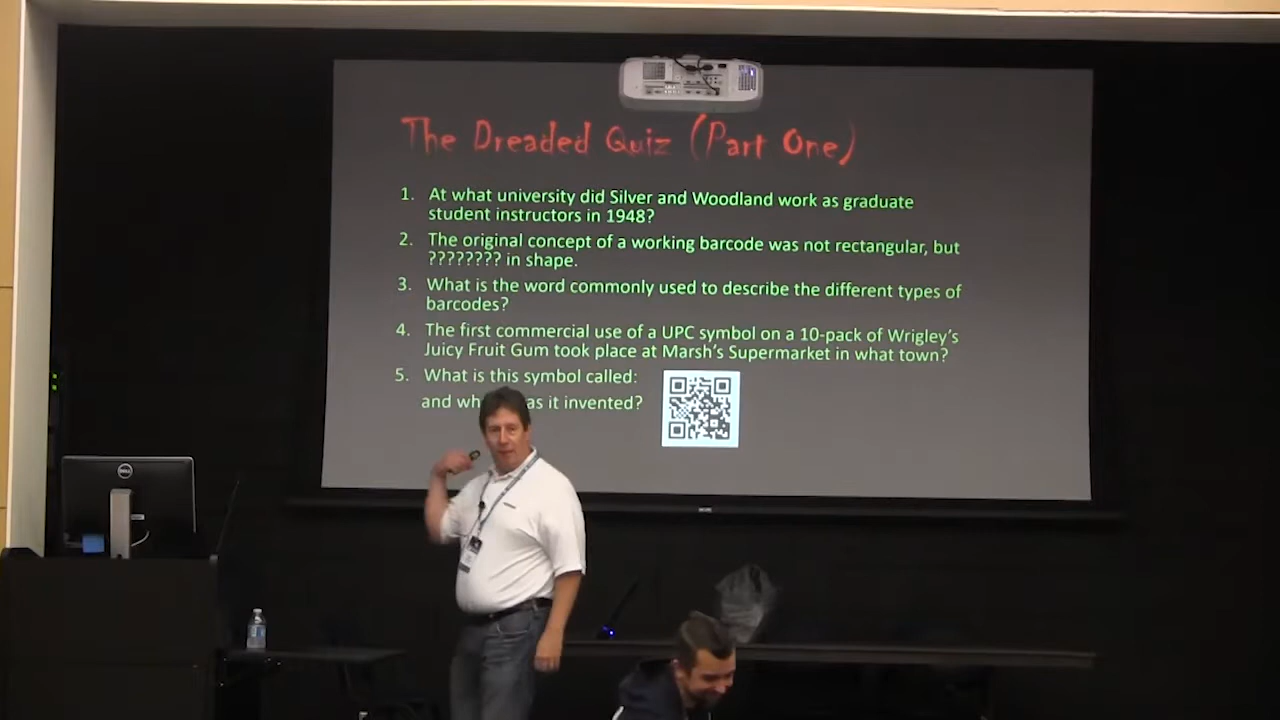 The Dreaded Quiz (Part One)
1. At what university did Silver and Woodland work as graduate
student instructors in 1948?
2. The original concept of a working barcode was not rectangular, but
???????? in shape.
3. What is the word commonly used to describe the different types of
barcodes?
4. The first commercial use of a UPC symbol on a 10-pack of Wrigley's
Juicy Fruit Gum took place at Marsh's Supermarket in what town?
5. What is this symbol called:
and wh as it invented?
DELL